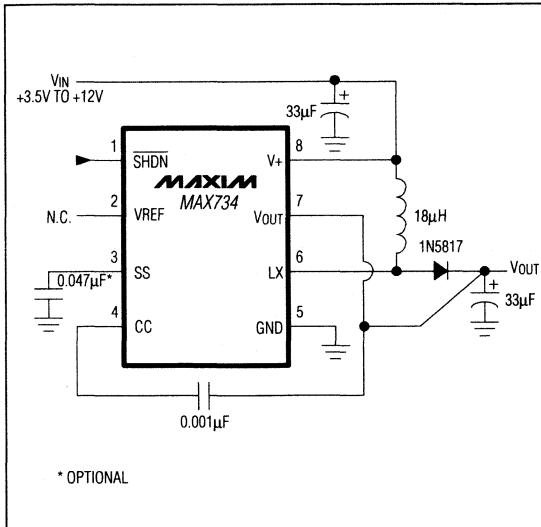 VIN
+3.5V TO +12V
33µF
+
1
SHDN
MAXIM
MAX734
V+
8
N.C.
2
VREF
VOUT
7
18µH
1N5817
3
0.047µF*
SS
LX
6
VOUT
+
33µF
4
CC
GND
5
0.001µF
* OPTIONAL